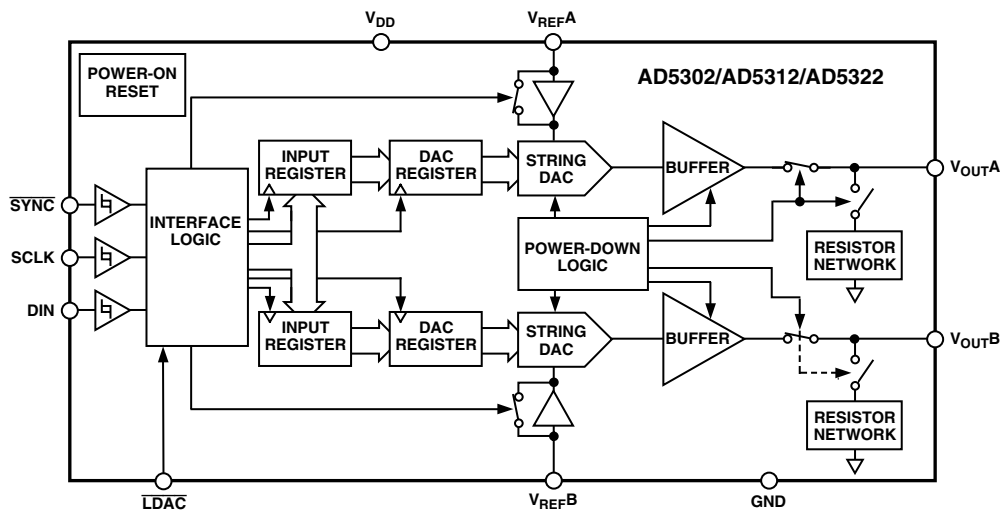 VDD
VREFA
POWER-ON
RESET
AD5302/AD5312/AD5322
INPUT
REGISTER
DAC
REGISTER
STRING
DAC
BUFFER
VOUTA
SYNC
SCLK
DIN
INTERFACE
LOGIC
POWER-DOWN
LOGIC
RESISTOR
NETWORK
INPUT
REGISTER
DAC
REGISTER
STRING
DAC
BUFFER
VOUTB
RESISTOR
NETWORK
LDAC
VREFB
GND